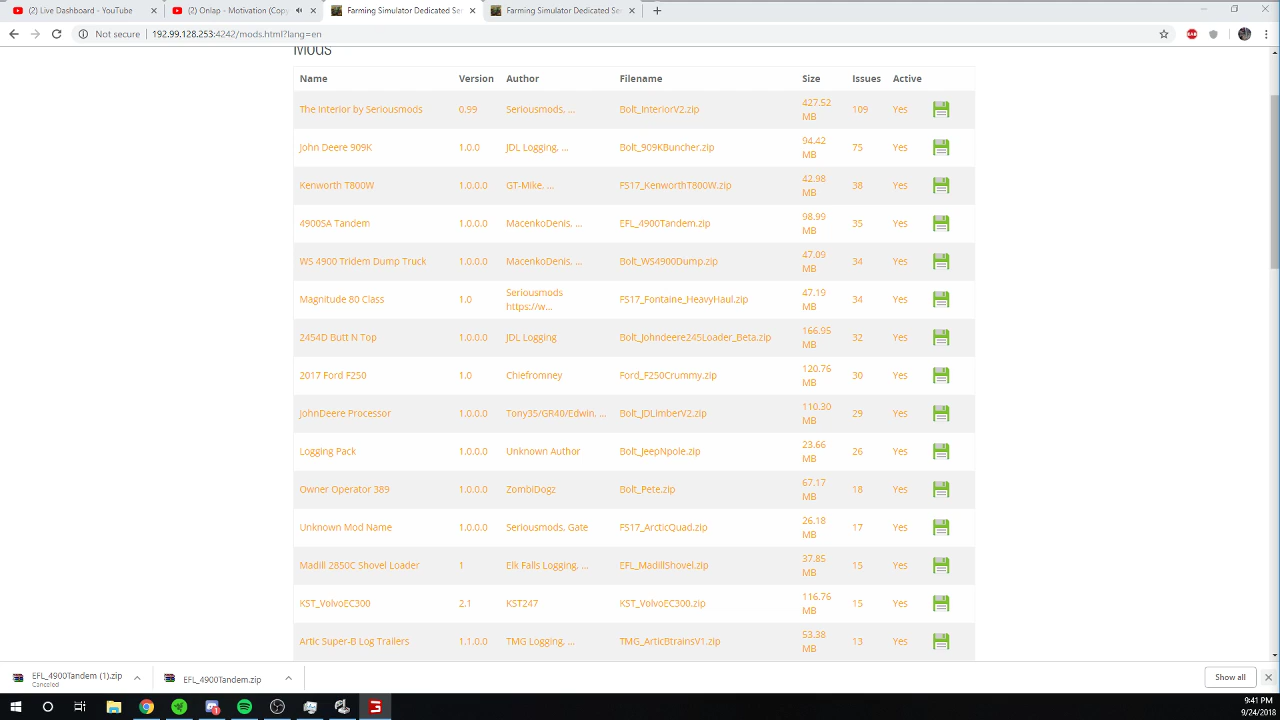 (2) Live Dashboard - YouTube
(2) Onlap - Motivation (Cop
Farming Simulator Dedicated Se
Farming Simulator Dedicated Se
Not secure
192.99.128.253:4242/mods.html?lang=en
Mods
Name Version Author Filename Size Issues Active
The Interior by Seriousmods 0.99 Seriousmods, ... Bolt_InteriorV2.zip 427.52 MB 109 Yes
John Deere 909K 1.0.0 JDL Logging, ... Bolt_909KBuncher.zip 94.42 MB 75 Yes
Kenworth T800W 1.0.0.0 GT-Mike, ... FS17_KenworthT800W.zip 42.98 MB 38 Yes
4900SA Tandem 1.0.0.0 MacenkoDenis, ... EFL_4900Tandem.zip 98.99 MB 35 Yes
WS 4900 Tridem Dump Truck 1.0.0.0 MacenkoDenis, ... Bolt_WS4900Dump.zip 47.09 MB 34 Yes
Magnitude 80 Class 1.0 Seriousmods https://w... FS17_Fontaine_HeavyHaul.zip 47.19 MB 34 Yes
2454D Butt N Top 1.0.0.0 JDL Logging Bolt_Johndeere245Loader_Beta.zip 166.95 MB 32 Yes
2017 Ford F250 1.0 Chiefromney Ford_F250Crummy.zip 120.76 MB 30 Yes
JohnDeere Processor 1.0.0.0 Tony35/GR40/Edwin, ... Bolt_JDLimberV2.zip 110.30 MB 29 Yes
Logging Pack 1.0.0.0 Unknown Author Bolt_JeepNpole.zip 23.66 MB 26 Yes
Owner Operator 389 1.0.0.0 ZombiDogz Bolt_Pete.zip 67.17 MB 18 Yes
Unknown Mod Name 1.0.0.0 Seriousmods, Gate FS17_ArcticQuad.zip 26.18 MB 17 Yes
Madill 2850C Shovel Loader 1 Elk Falls Logging, ... EFL_MadillShovel.zip 37.85 MB 15 Yes
KST_VolvoEC300 2.1 KST247 KST_VolvoEC300.zip 116.76 MB 15 Yes
Artic Super-B Log Trailers 1.1.0.0 TMG Logging, ... TMG_ArticBtrainsV1.zip 53.38 MB 13 Yes
EFL_4900Tandem (1).zip
Canceled
EFL_4900Tandem.zip
Show all
9:41 PM
9/24/2018